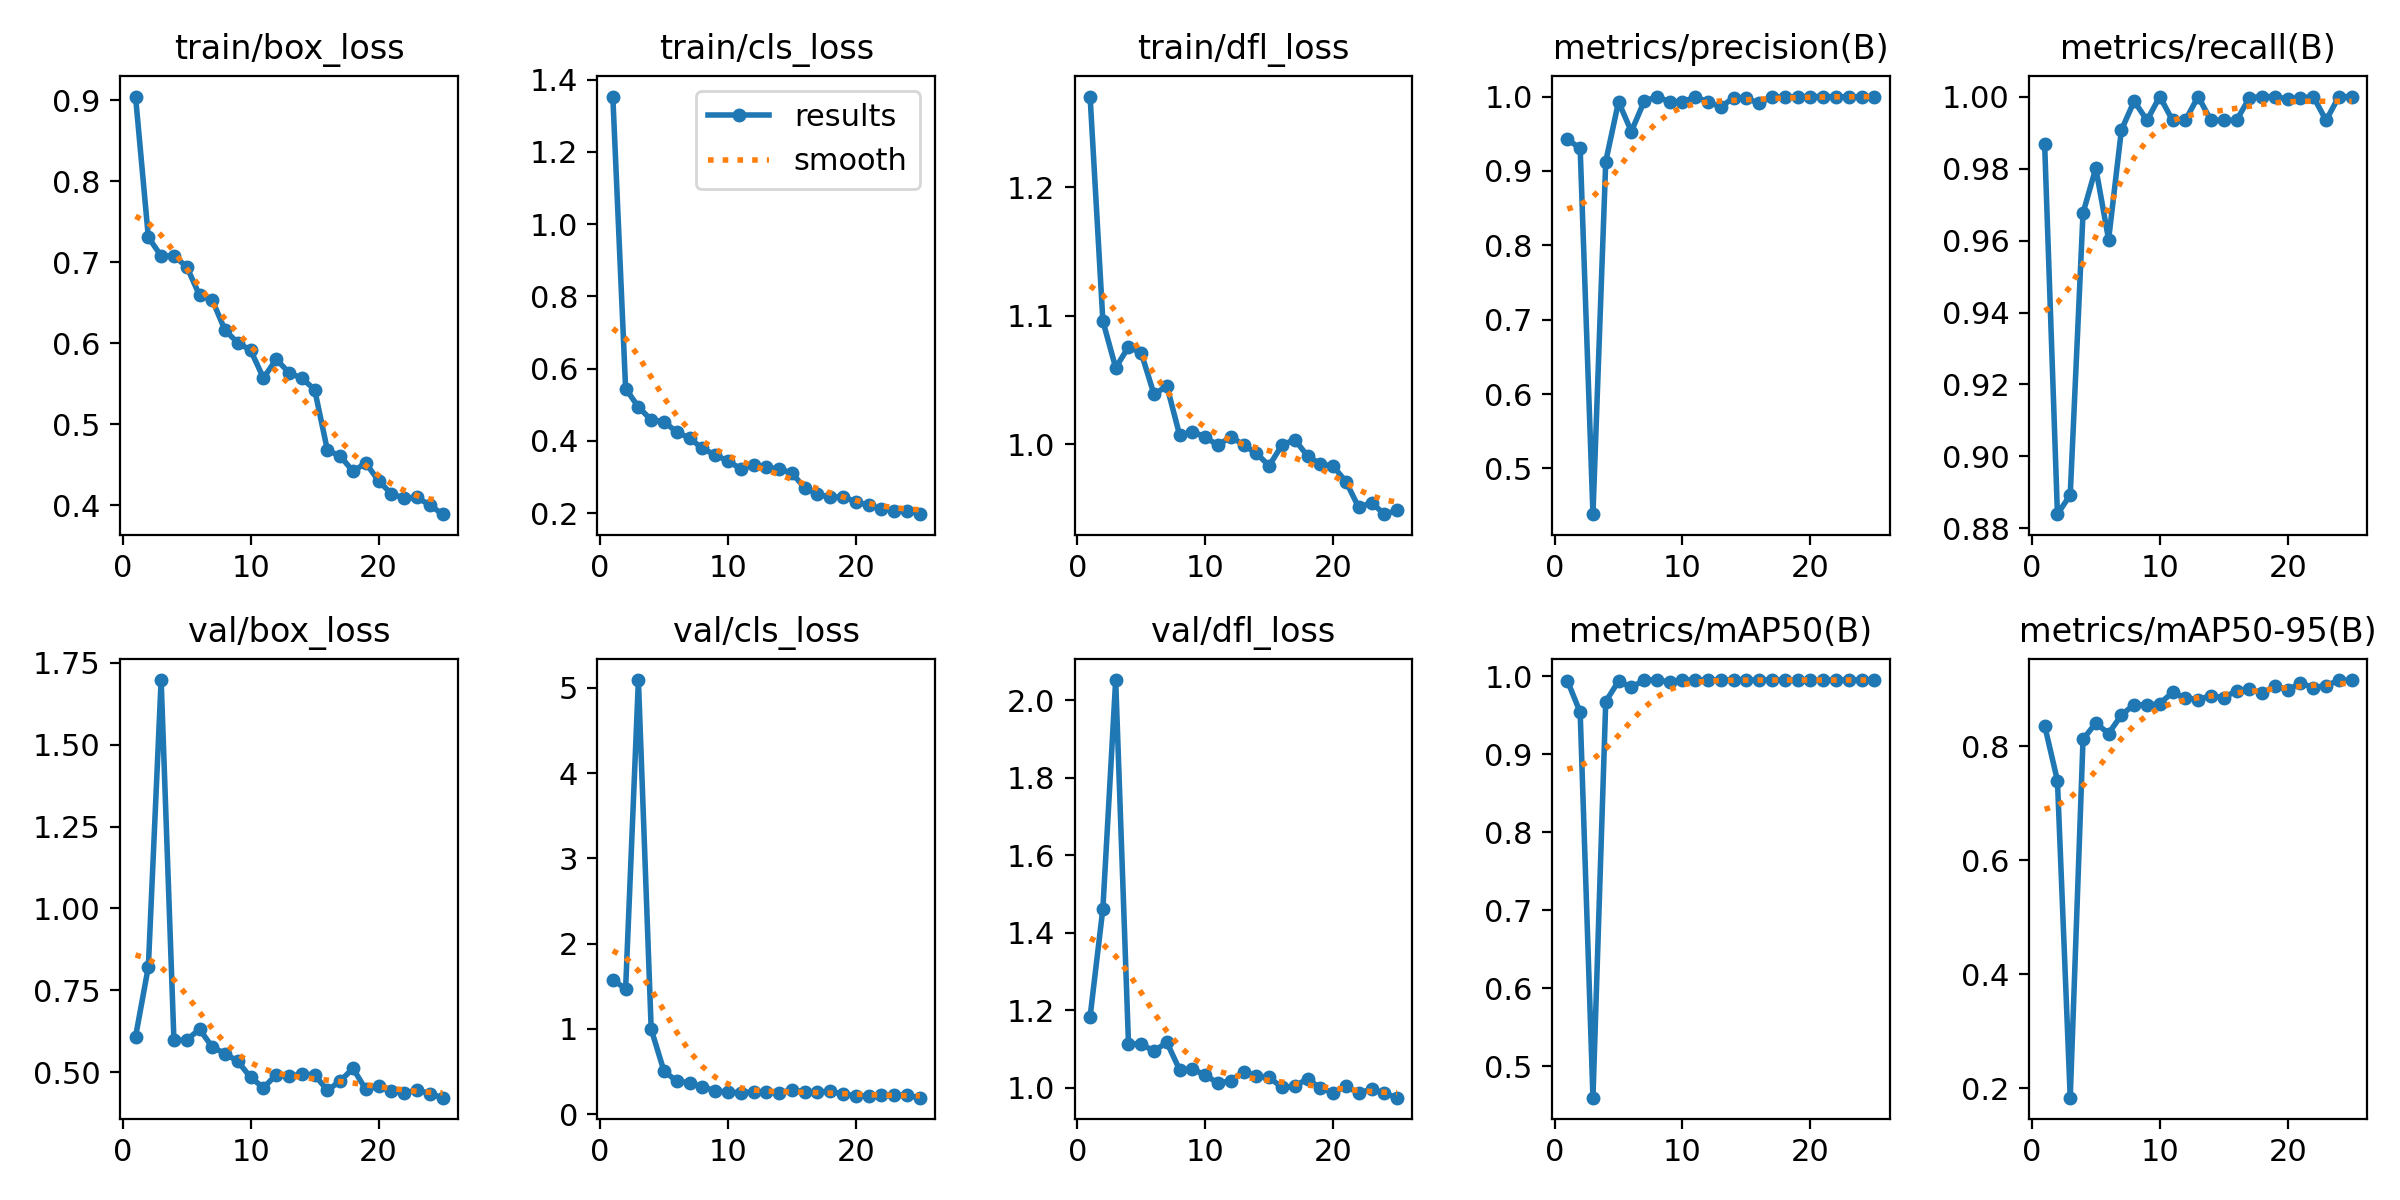 train/box_loss
0.9
0.8
0.7
0.6
0.5
0.4
0 10 20
train/cls_loss
results
smooth
1.4
1.2
1.0
0.8
0.6
0.4
0.2
0 10 20
train/dfl_loss
1.2
1.1
1.0
0 10 20
metrics/precision(B)
1.0
0.9
0.8
0.7
0.6
0.5
0 10 20
metrics/recall(B)
1.00
0.98
0.96
0.94
0.92
0.90
0.88
0 10 20
val/box_loss
1.75
1.50
1.25
1.00
0.75
0.50
0 10 20
val/cls_loss
5
4
3
2
1
0
0 10 20
val/dfl_loss
2.0
1.8
1.6
1.4
1.2
1.0
0 10 20
metrics/mAP50(B)
1.0
0.9
0.8
0.7
0.6
0.5
0 10 20
metrics/mAP50-95(B)
0.8
0.6
0.4
0.2
0 10 20